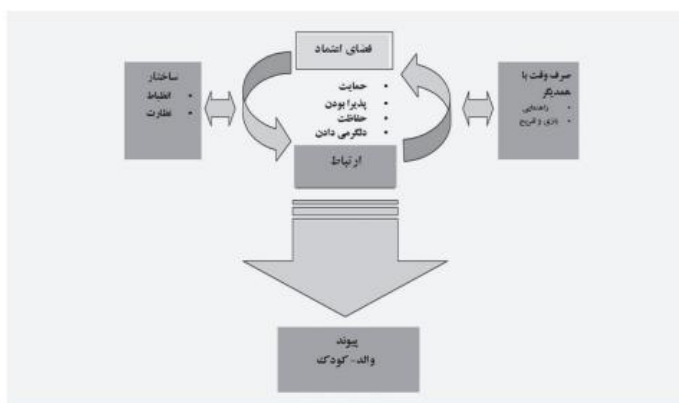 فضای اعتماد
• حمایت
• پذیرا بودن
• حفاظت
• دلگرمی دادن
ارتباط
صرف وقت با
همدیگر
• راهنمایی
• بازی و تفریح
ساختار
• انظباط
• نظارت
پیوند
والد- کودک